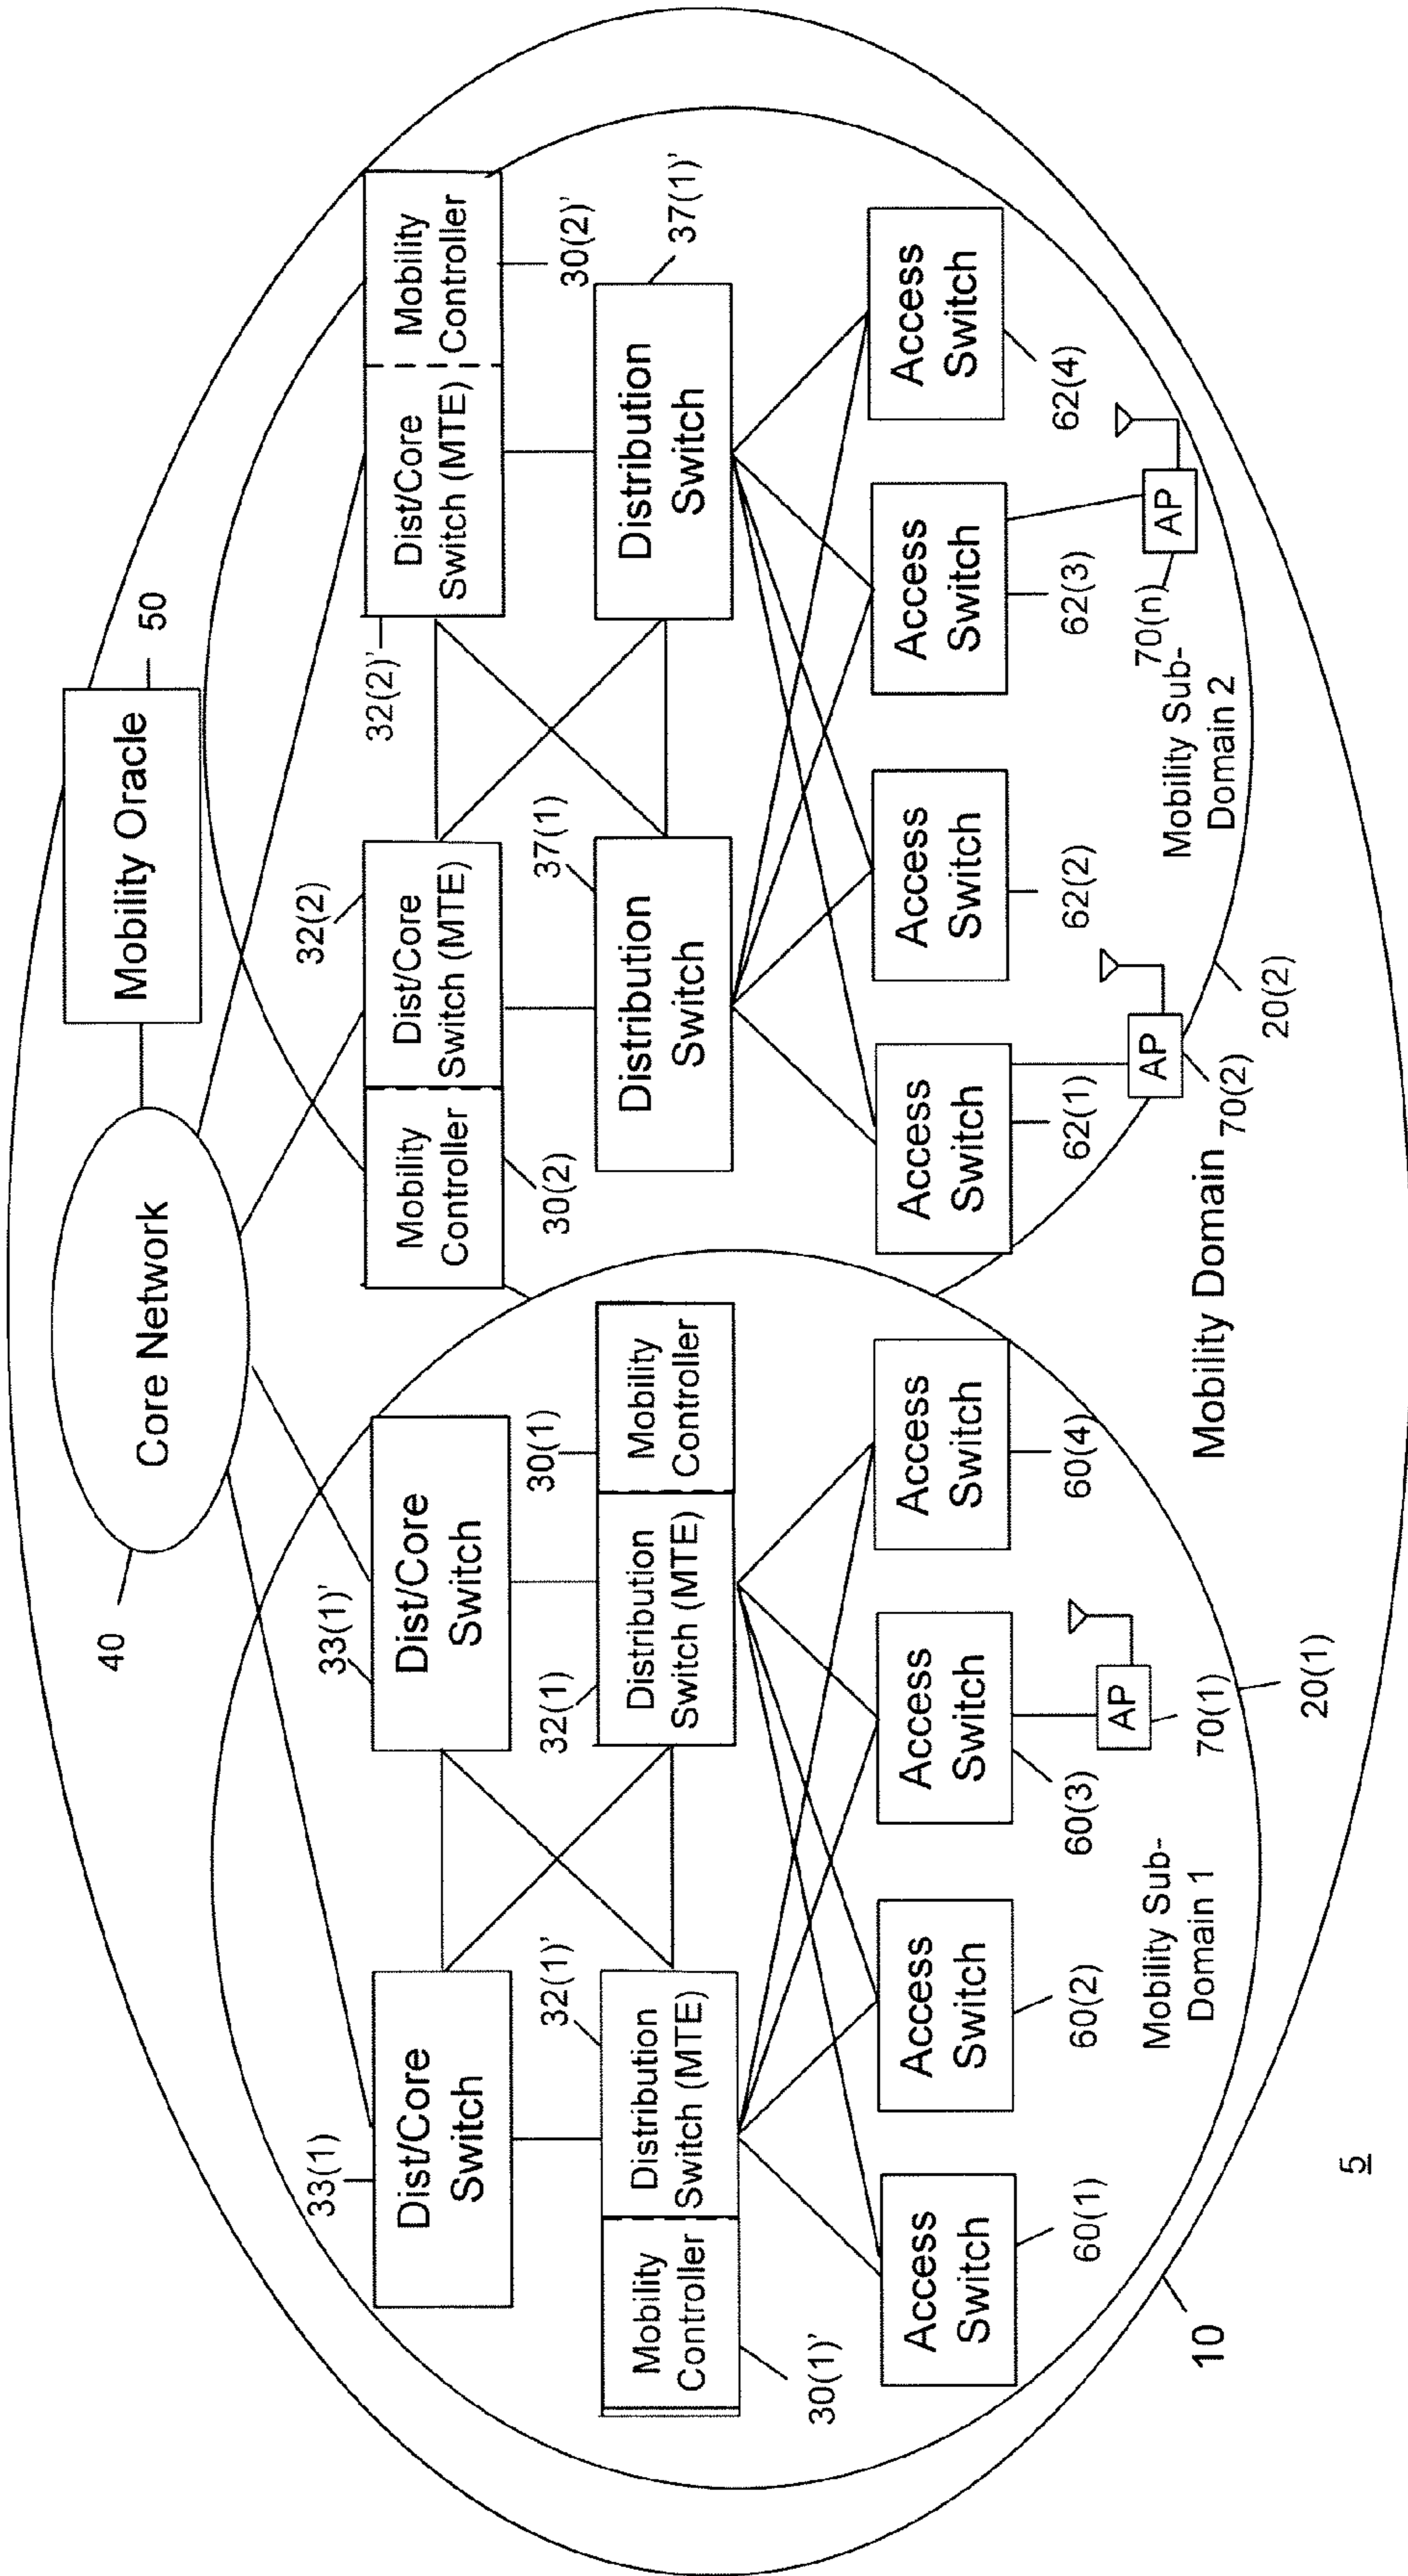 Mobility Oracle
50
Core Network
40
33(1)
Dist/Core
Switch
33(1)'
Dist/Core
Switch
32(2)
Mobility
Controller
Dist/Core
Switch (MTE)
30(2)
32(2)'
Dist/Core
Switch (MTE)
Mobility
Controller
30(2)'
32(1)'
Mobility
Controller
Distribution
Switch (MTE)
30(1)'
30(1)
32(1)
Distribution
Switch (MTE)
Mobility
Controller
37(1)
Distribution
Switch
37(1)'
Distribution
Switch
Access
Switch
60(1)
Access
Switch
60(2)
Access
Switch
60(3)
Access
Switch
60(4)
Access
Switch
62(1)
Access
Switch
62(2)
Access
Switch
62(3)
Access
Switch
62(4)
AP
70(1)
AP
70(2)
AP
70(n)
Mobility Sub-
Domain 1
20(1)
Mobility Domain
Mobility Sub-
Domain 2
20(2)
10
5